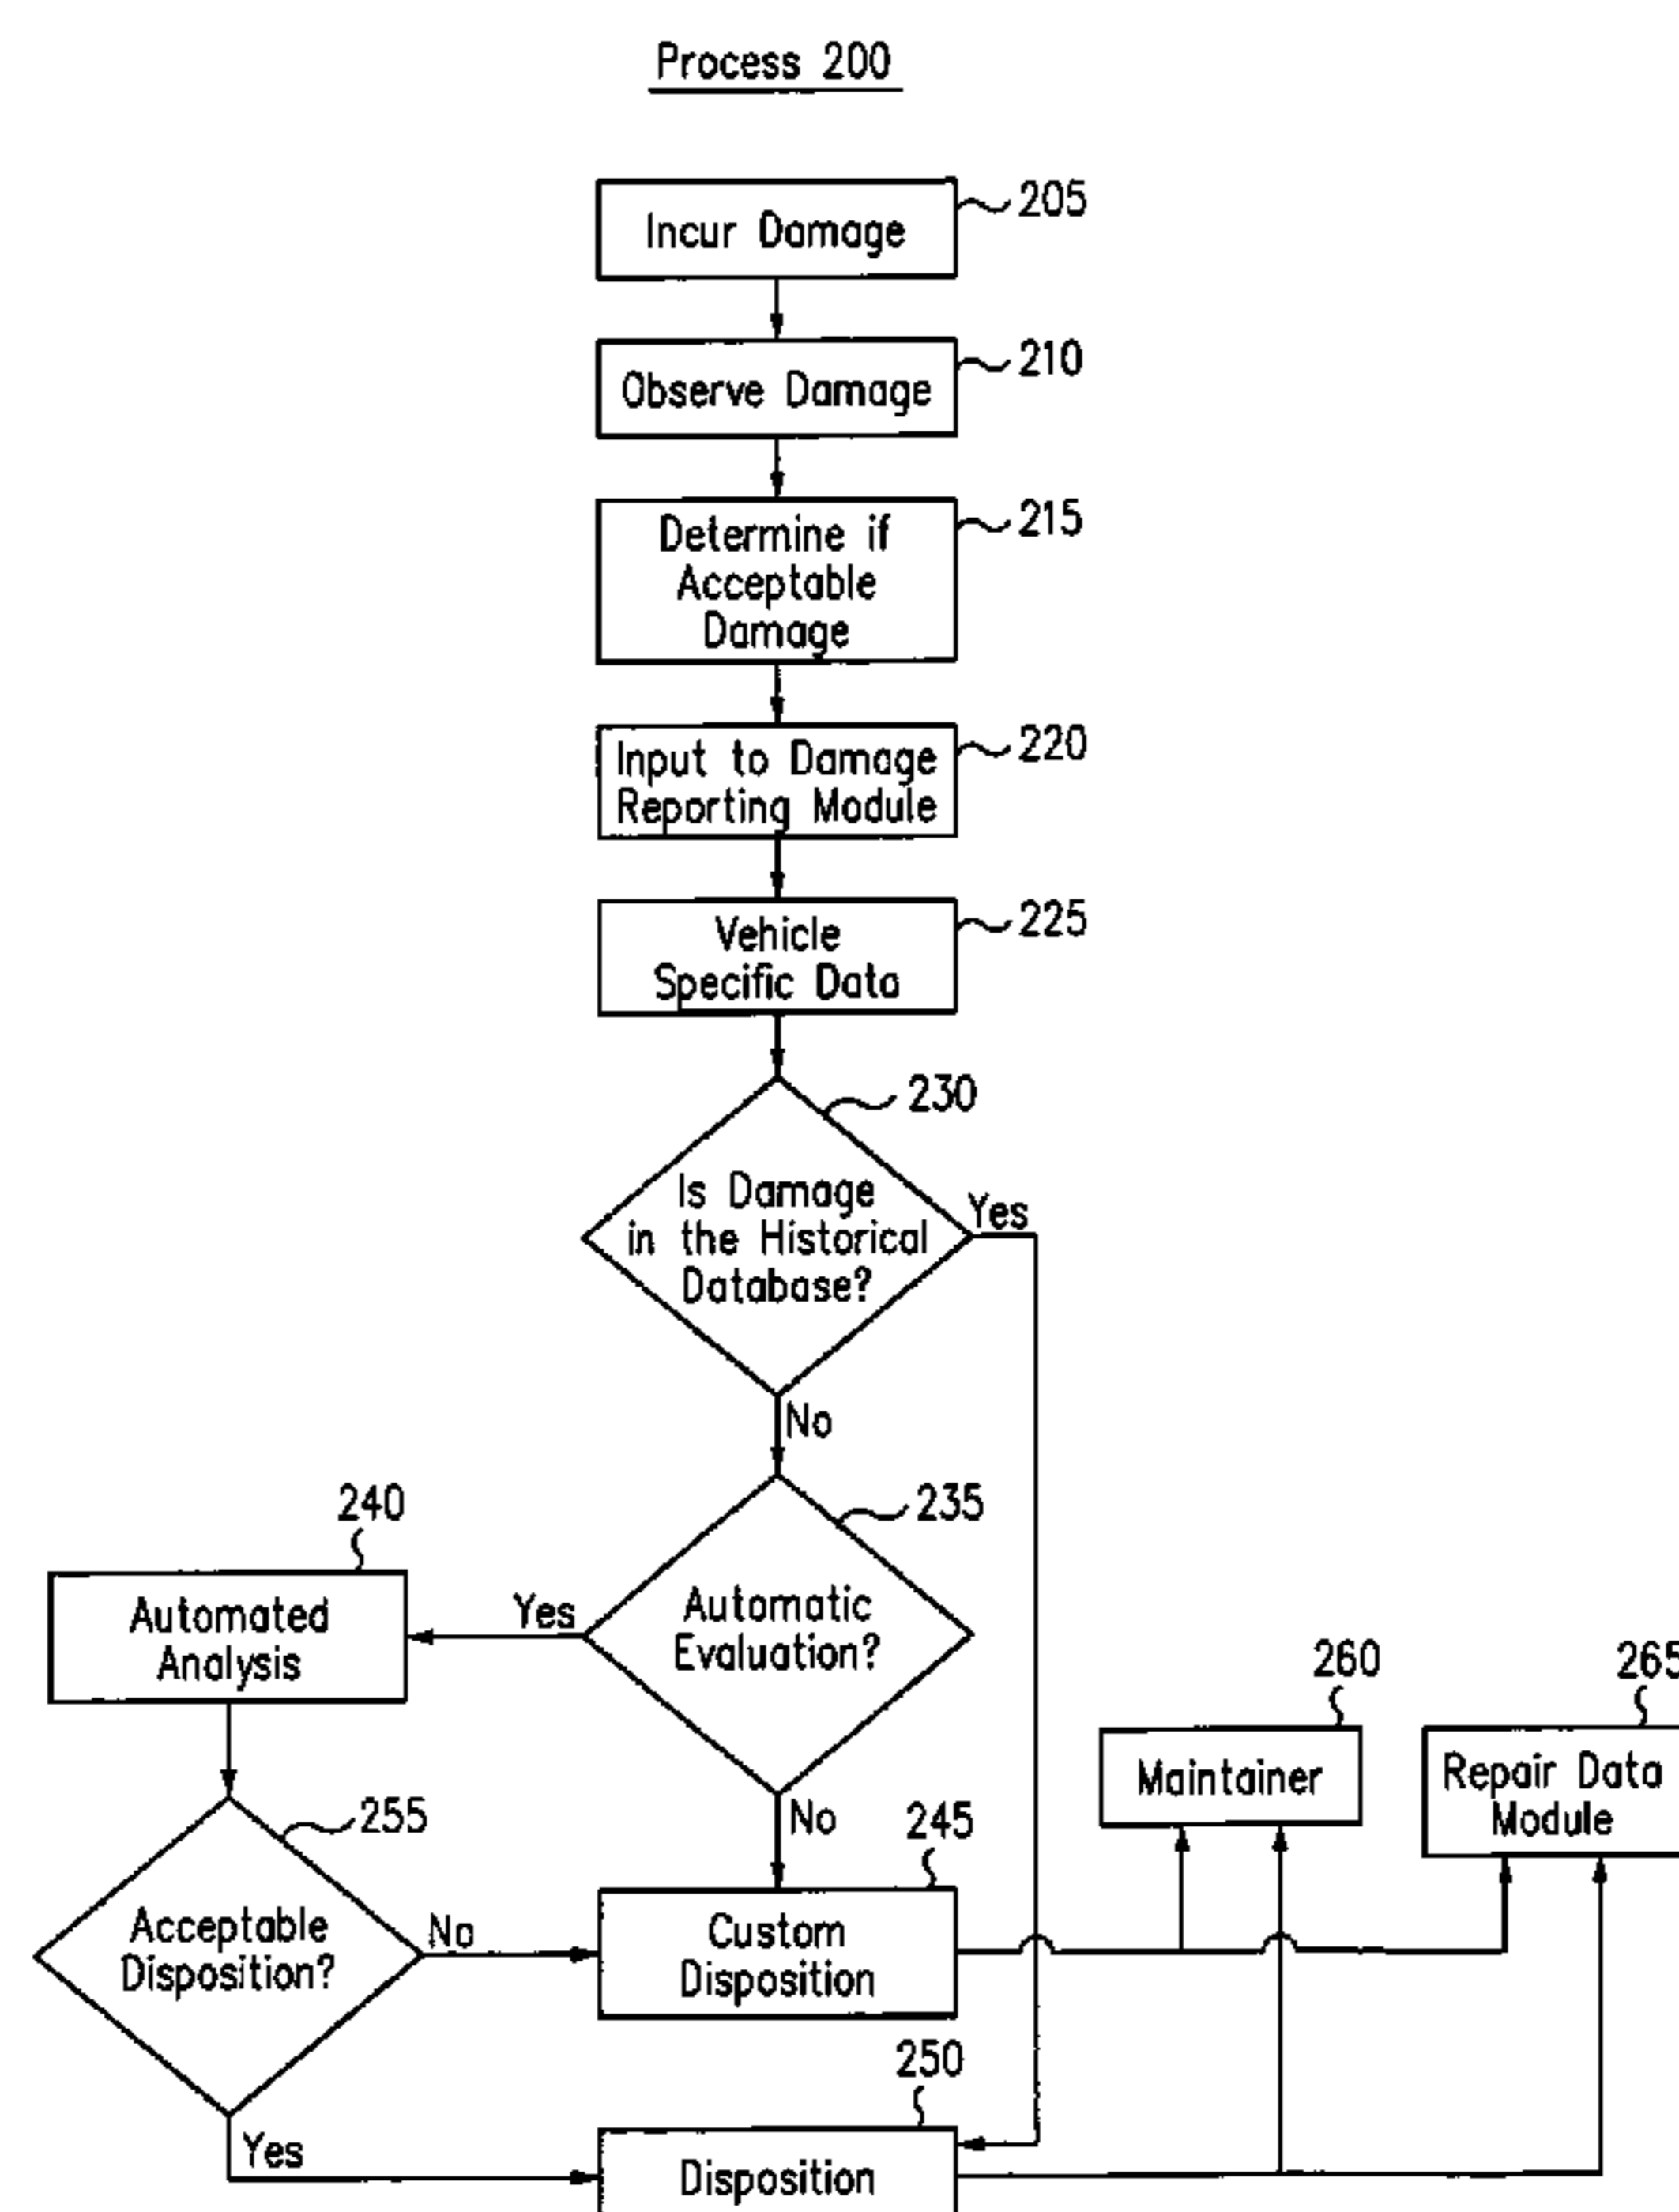 Process 200
Incur Damage
205
Observe Damage
210
Determine if
Acceptable
Damage
215
Input to Damage
Reporting Module
220
Vehicle
Specific Data
225
230
Is Damage
in the Historical
Database?
Yes
No
235
Automatic
Evaluation?
Yes
No
240
Automated
Analysis
255
Acceptable
Disposition?
No
Yes
245
Custom
Disposition
250
Disposition
260
Maintainer
265
Repair Data
Module